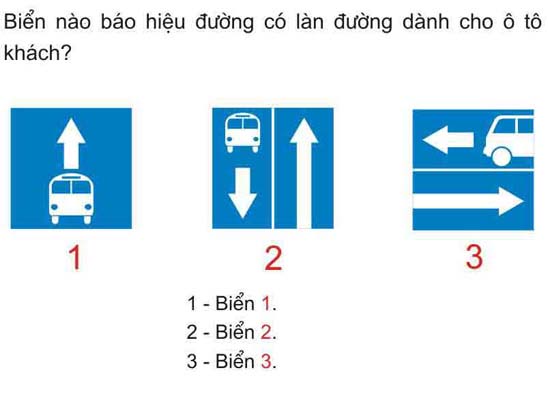 Biển nào báo hiệu đường có làn đường dành cho ô tô
khách?
1
2
3
1 - Biển 1.
2 - Biển 2.
3 - Biển 3.